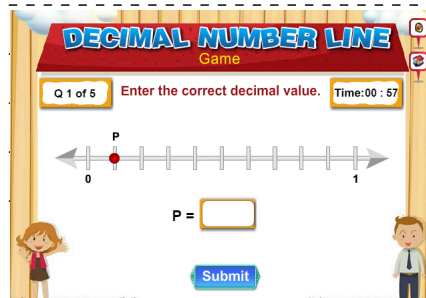 DECIMAL NUMBER LINE
Game
Q 1 of 5
Enter the correct decimal value.
Time:00 : 57
P
0
1
P =
Submit